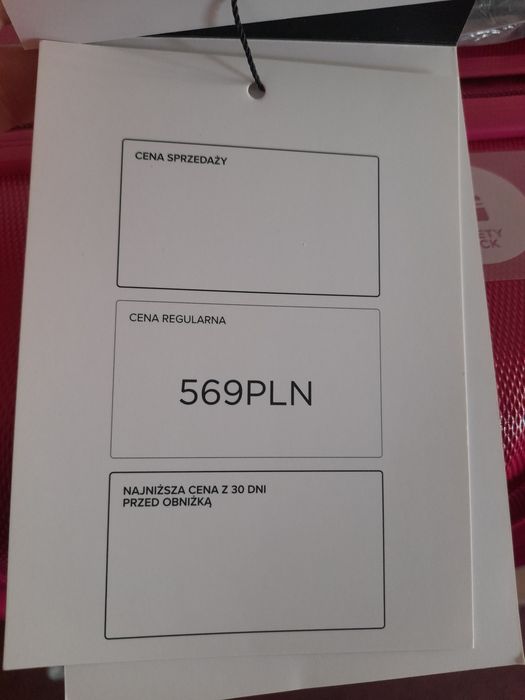 CENA SPRZEDAŻY
CENA REGULARNA
569PLN
NAJNIŻSZA CENA Z 30 DNI
PRZED OBNIŻKĄ